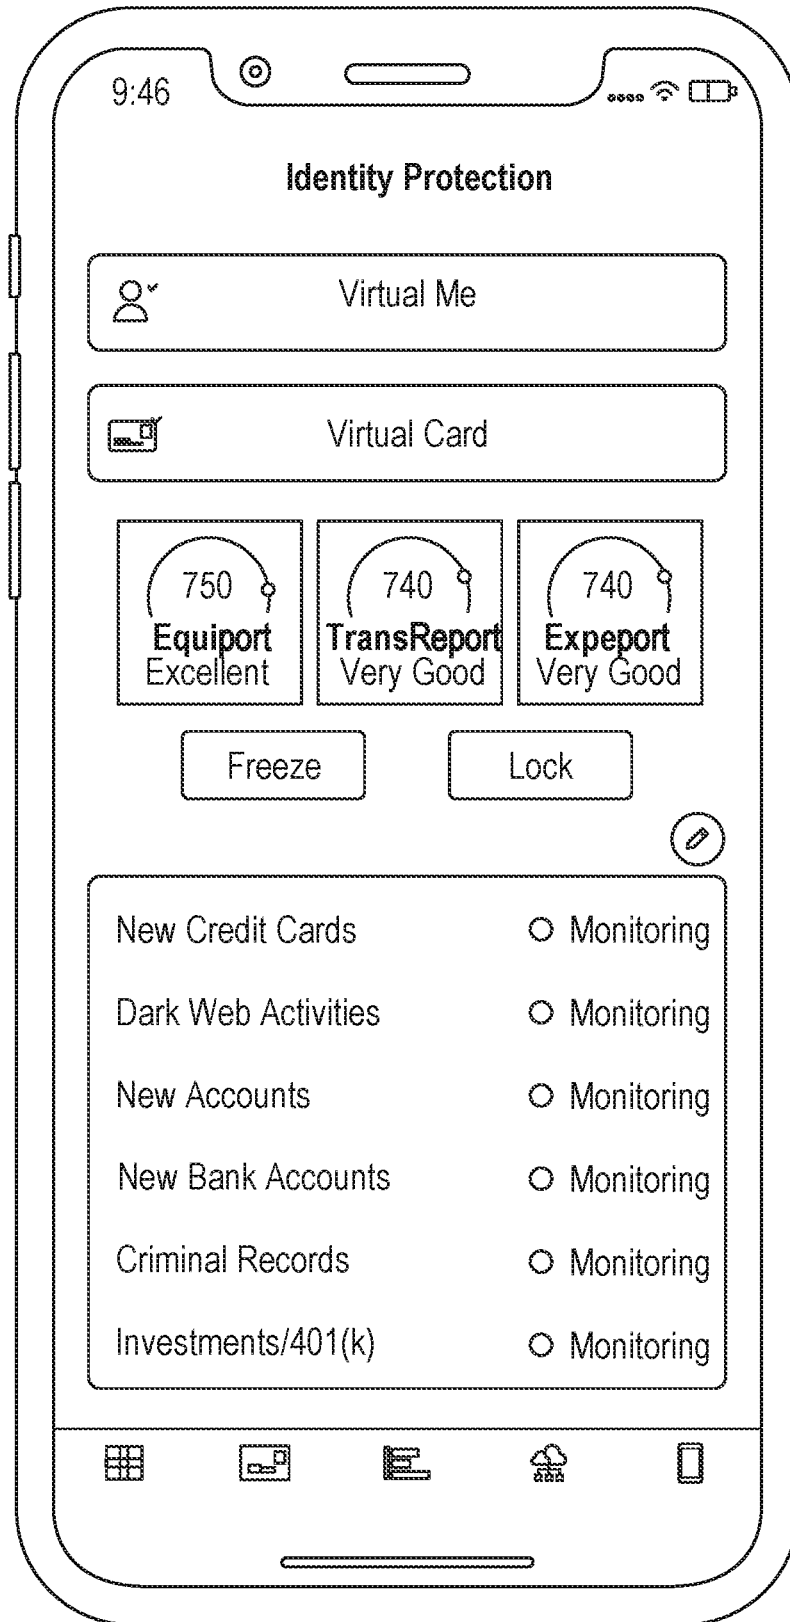 9:46
Identity Protection
Virtual Me
Virtual Card
750 740 740
Equiport TransReport Expeport
Excellent Very Good Very Good
Freeze Lock
New Credit Cards Monitoring
Dark Web Activities Monitoring
New Accounts Monitoring
New Bank Accounts Monitoring
Criminal Records Monitoring
Investments/401(k) Monitoring